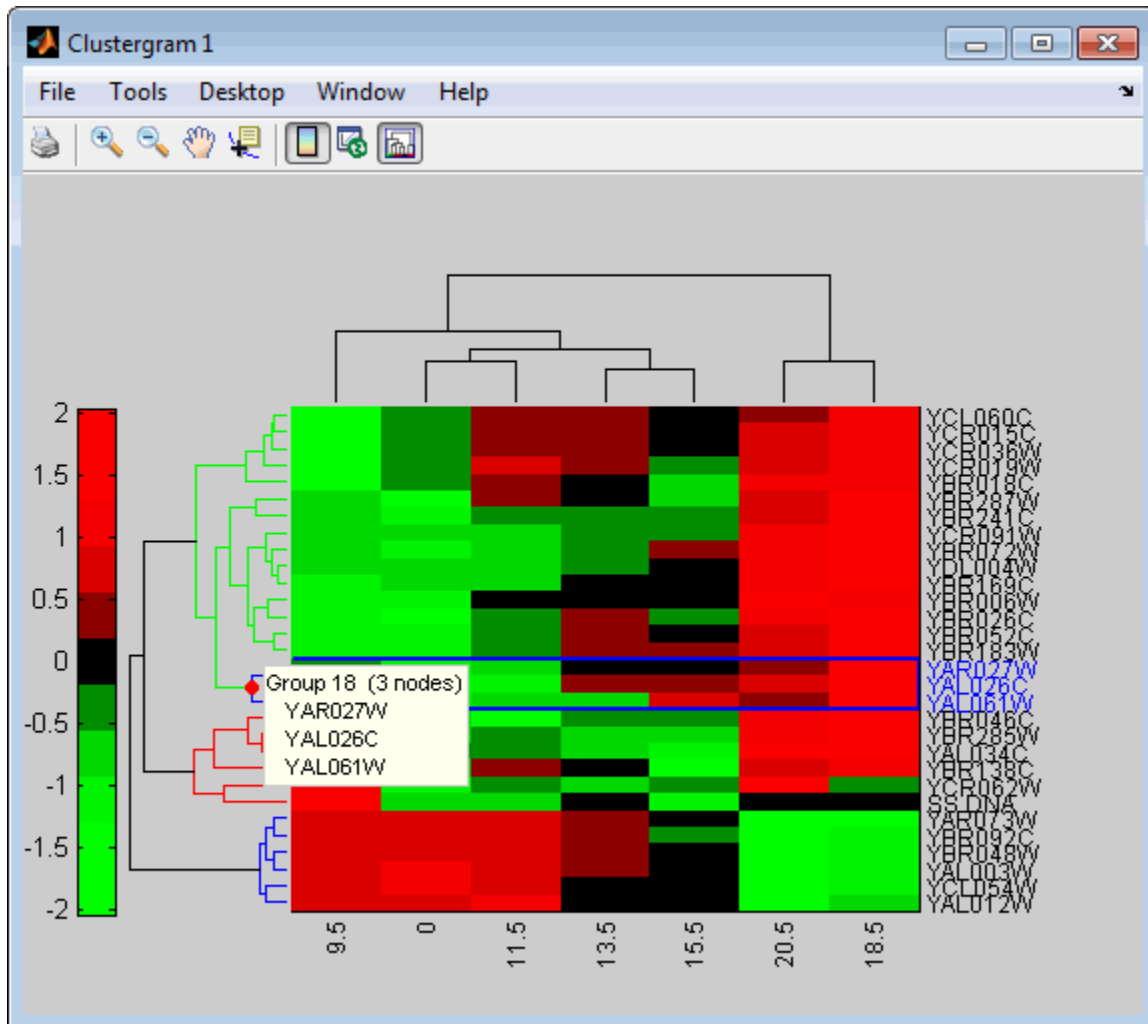 Clustergram 1
File Tools Desktop Window Help
2
1.5
1
0.5
0
-0.5
-1
-1.5
-2
YCL060C
YCR015C
YCR036W
YCR019W
YBR018C
YBR287W
YBR241C
YCR091W
YBR072W
YDL004W
YBR169C
YBR006W
YBR026C
YBR052C
YBR183W
YAR027W
YAL026C
YAL061W
YBR046C
YBR285W
YAL034C
YBR138C
YCR062W
SS DNA
YAR073W
YBR092C
YBR048W
YAL003W
YCL054W
YAL012W
Group 18 (3 nodes)
YAR027W
YAL026C
YAL061W
9.5 0 11.5 13.5 15.5 20.5 18.5